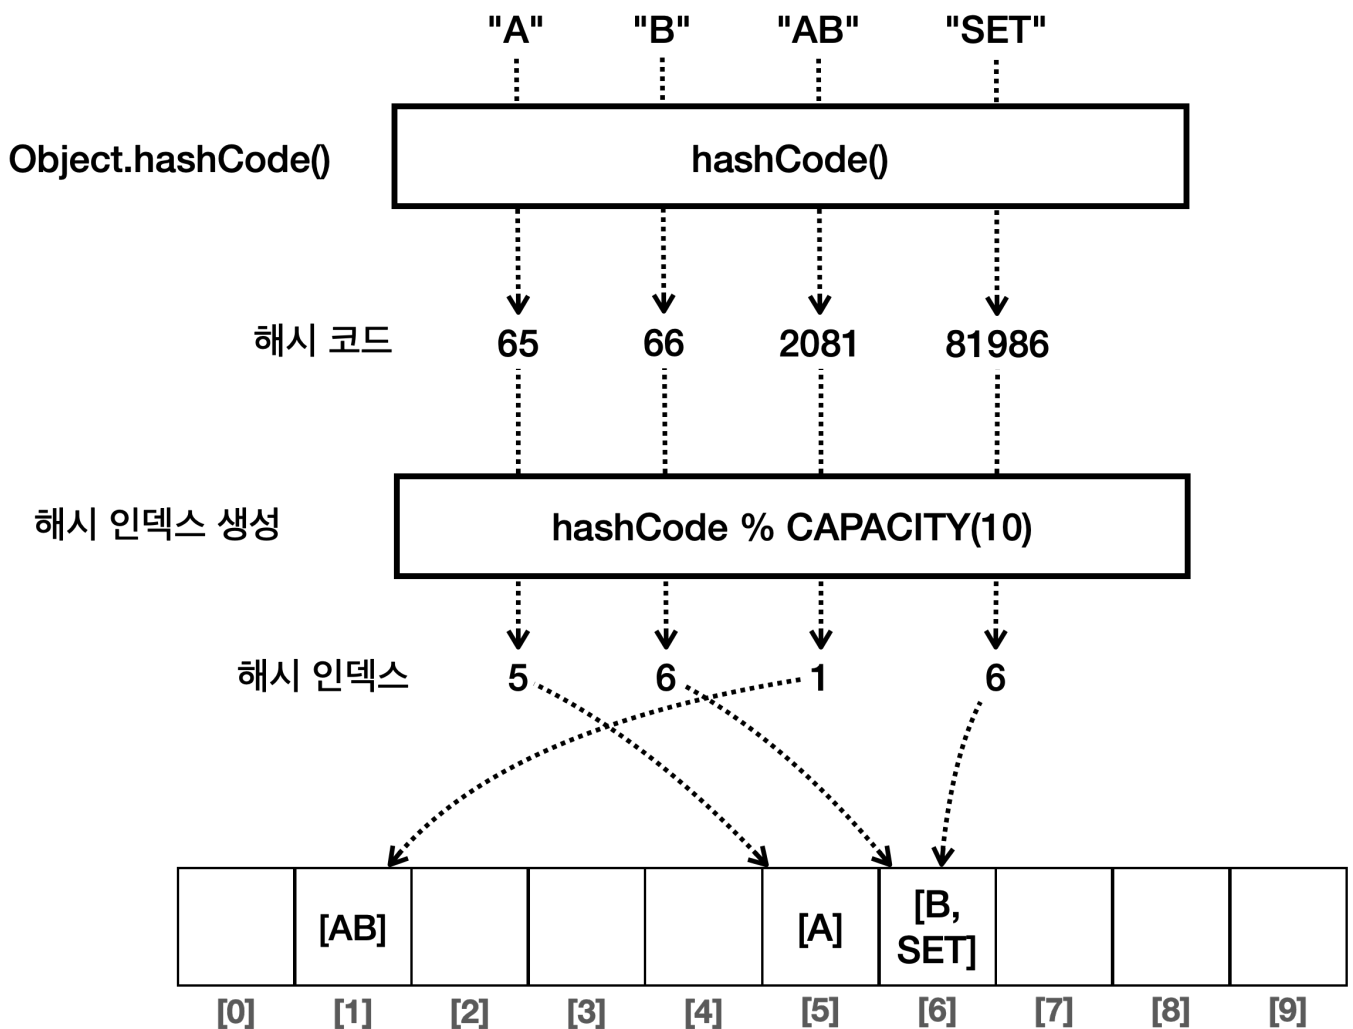 "A" "B" "AB" "SET"
Object.hashCode() hashCode()
해시 코드 65 66 2081 81986
해시 인덱스 생성 hashCode % CAPACITY(10)
해시 인덱스 5 6 1 6
[AB] [A] [B,
SET]
[0] [1] [2] [3] [4] [5] [6] [7] [8] [9]